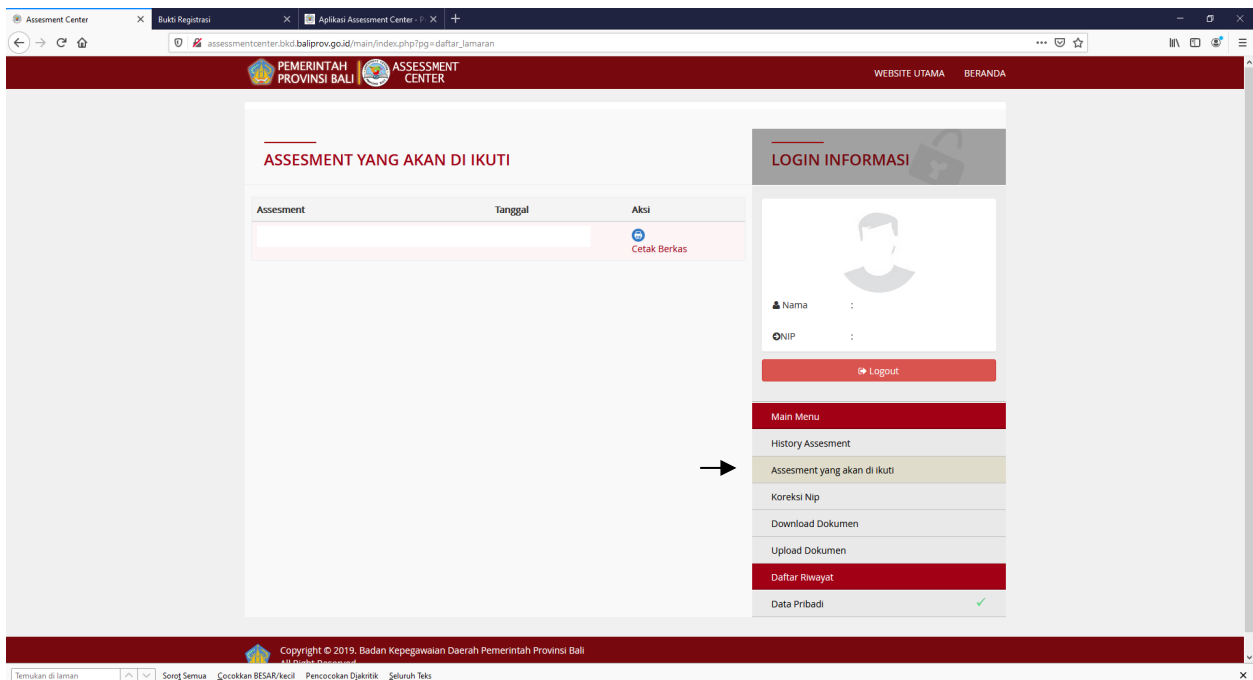 Assesment Center
Bukti Registrasi
Aplikasi Assessment Center - P
assessmentcenter.bkd.baliprov.go.id/main/index.php?pg=daftar_lamaran
PEMERINTAH
PROVINSI BALI
ASSESSMENT
CENTER
WEBSITE UTAMA BERANDA
ASSESMENT YANG AKAN DI IKUTI
Assesment Tanggal Aksi
Cetak Berkas
LOGIN INFORMASI
Nama :
NIP :
Logout
Main Menu
History Assesment
Assesment yang akan di ikuti
Koreksi Nip
Download Dokumen
Upload Dokumen
Daftar Riwayat
Data Pribadi
Copyright © 2019. Badan Kepegawaian Daerah Pemerintah Provinsi Bali
All Right Reserved
Temukan di laman Sorot Semua Cocokkan BESAR/kecil Pencocokan Djakritik Seluruh Teks